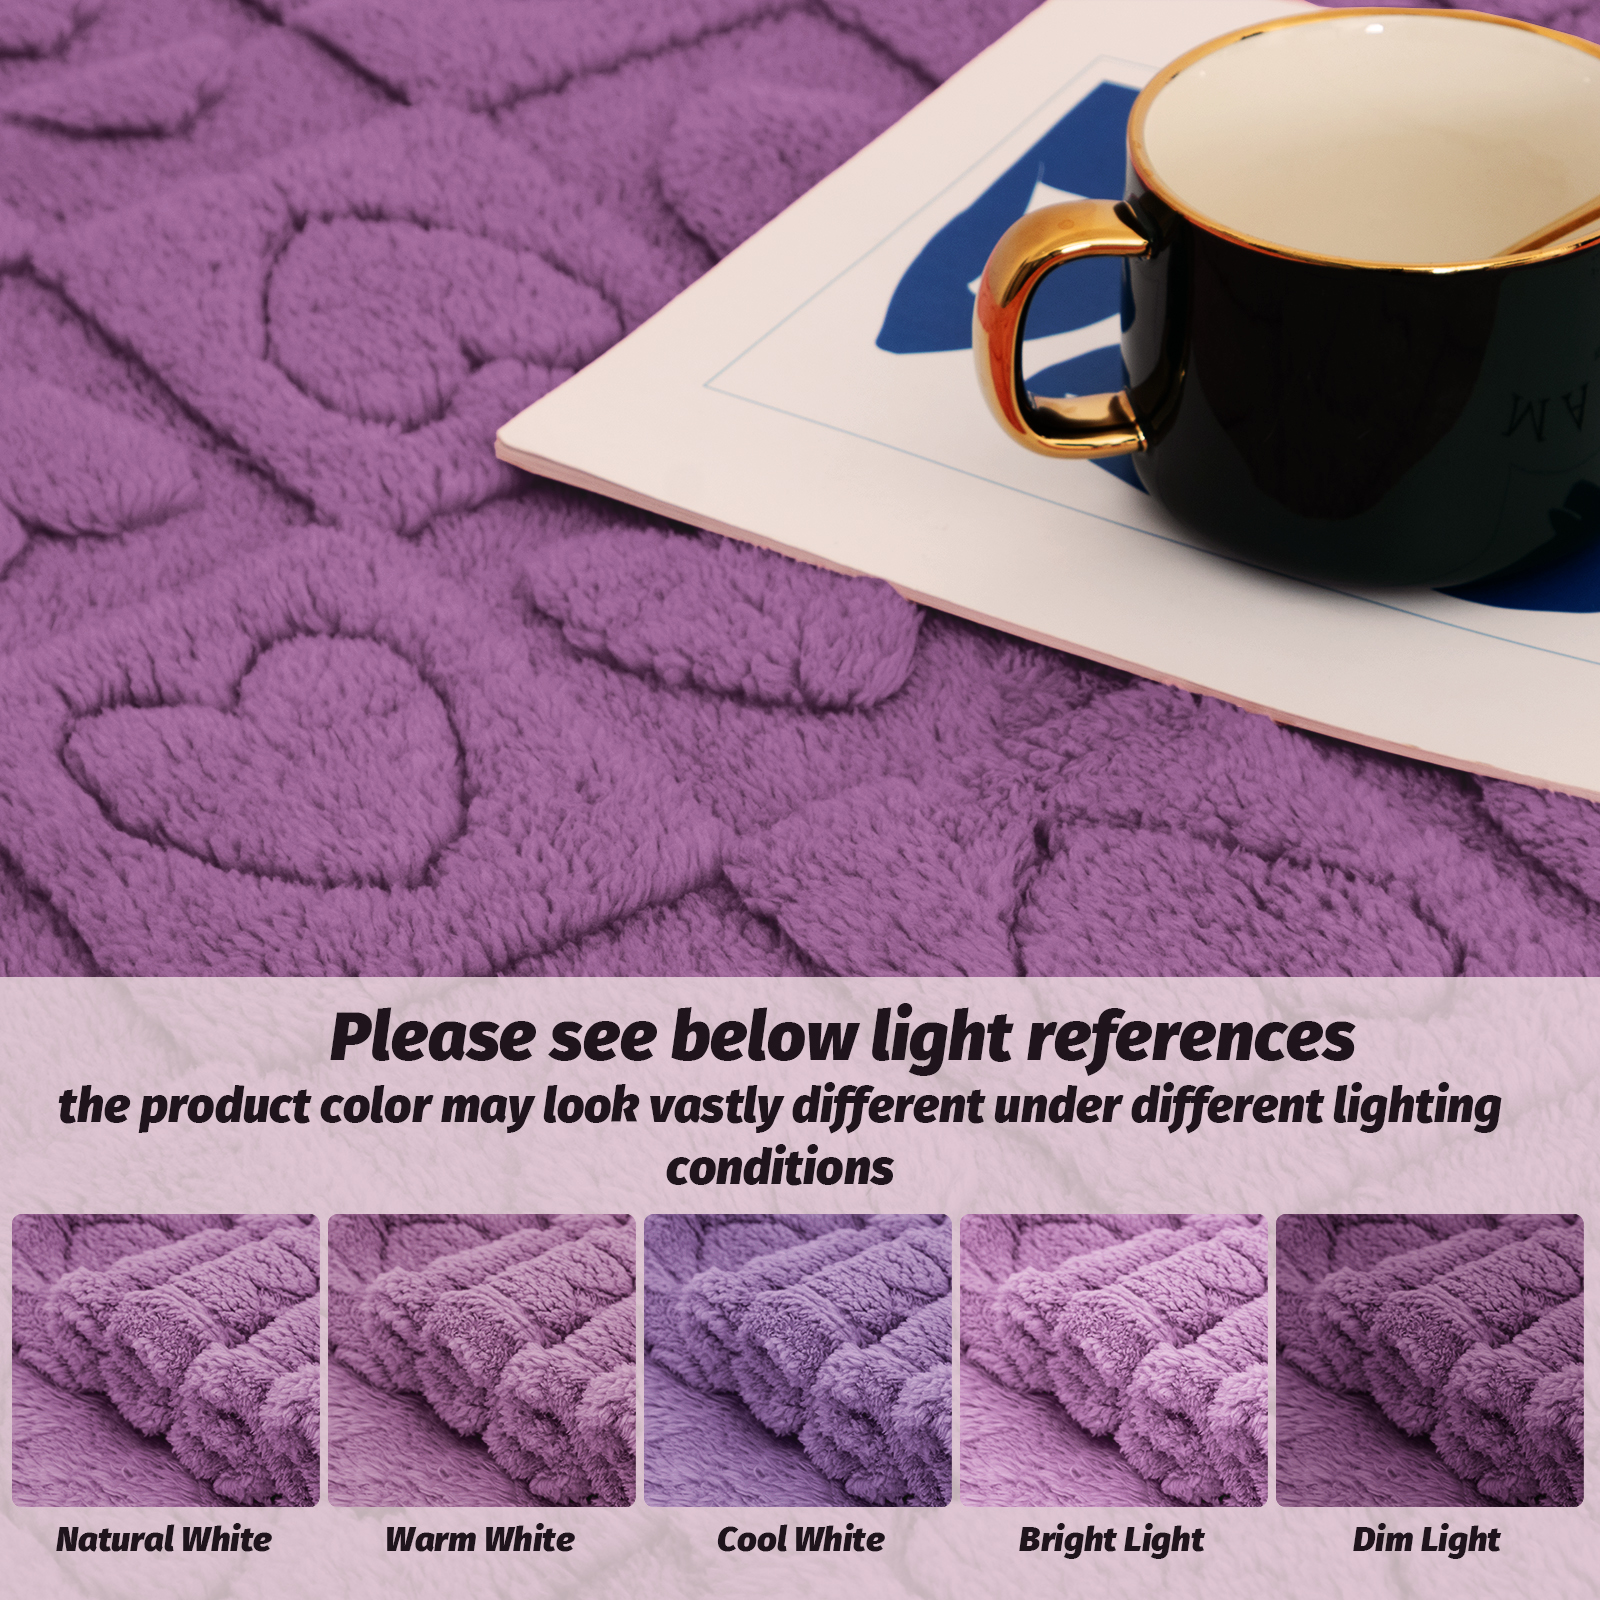 Please see below light references
the product color may look vastly different under different lighting
conditions
Natural White
Warm White
Cool White
Bright Light
Dim Light